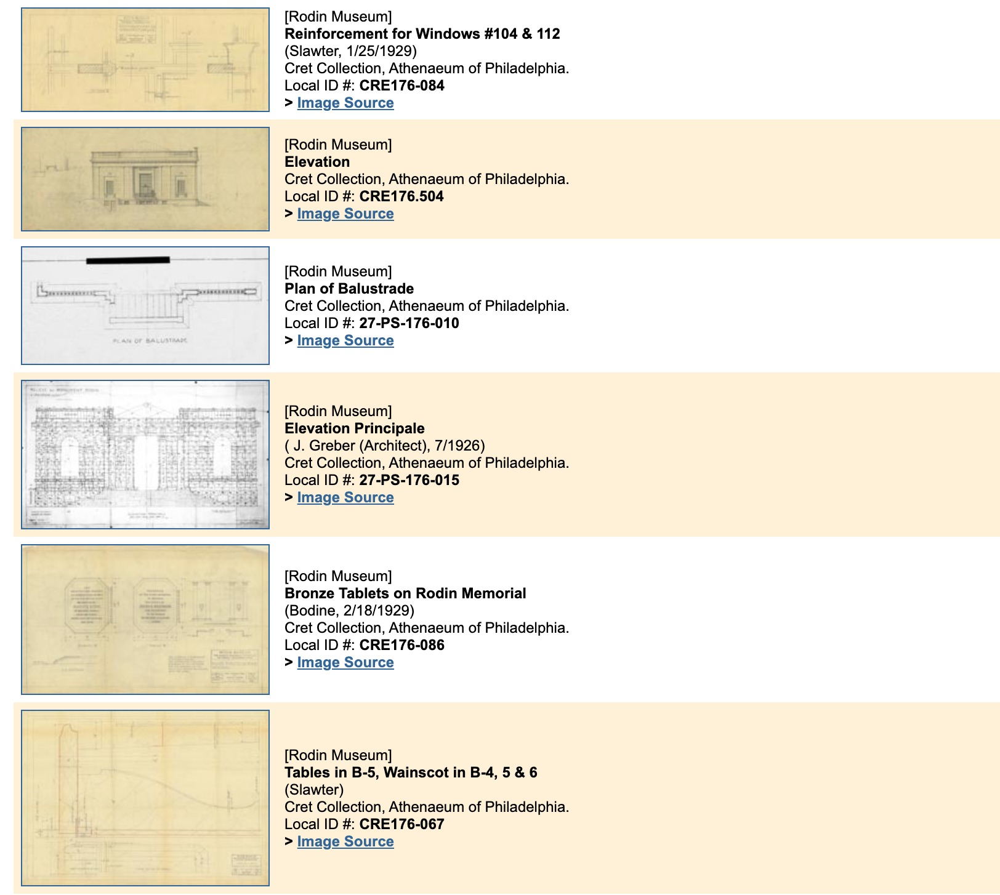 [Rodin Museum]
Reinforcement for Windows #104 & 112
(Slawter, 1/25/1929)
Cret Collection, Athenaeum of Philadelphia.
Local ID #: CRE176-084
> Image Source
[Rodin Museum]
Elevation
Cret Collection, Athenaeum of Philadelphia.
Local ID #: CRE176.504
> Image Source
PLAN OF BALUSTRADE
[Rodin Museum]
Plan of Balustrade
Cret Collection, Athenaeum of Philadelphia.
Local ID #: 27-PS-176-010
> Image Source
[Rodin Museum]
Elevation Principale
( J. Greber (Architect), 7/1926)
Cret Collection, Athenaeum of Philadelphia.
Local ID #: 27-PS-176-015
> Image Source
[Rodin Museum]
Bronze Tablets on Rodin Memorial
(Bodine, 2/18/1929)
Cret Collection, Athenaeum of Philadelphia.
Local ID #: CRE176-086
> Image Source
[Rodin Museum]
Tables in B-5, Wainscot in B-4, 5 & 6
(Slawter)
Cret Collection, Athenaeum of Philadelphia.
Local ID #: CRE176-067
> Image Source